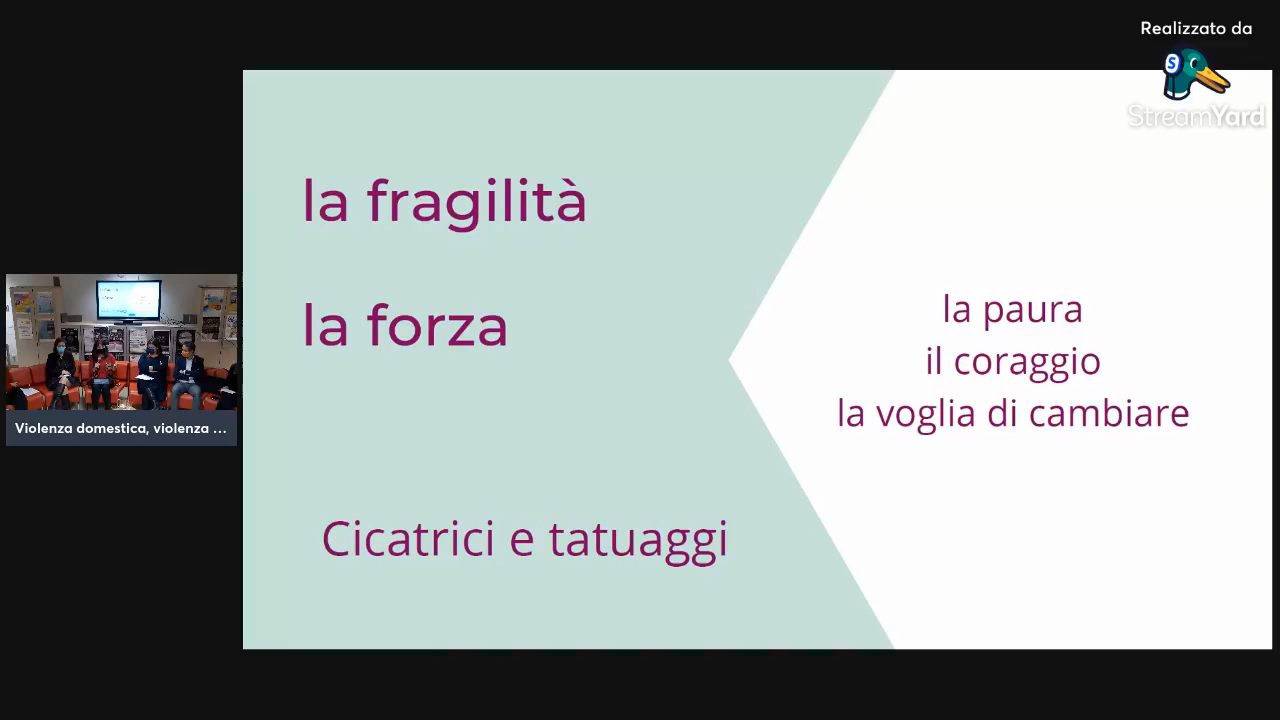 Realizzato da
StreamYard
la fragilità
la forza
la paura
il coraggio
la voglia di cambiare
Violenza domestica, violenza ...
Cicatrici e tatuaggi